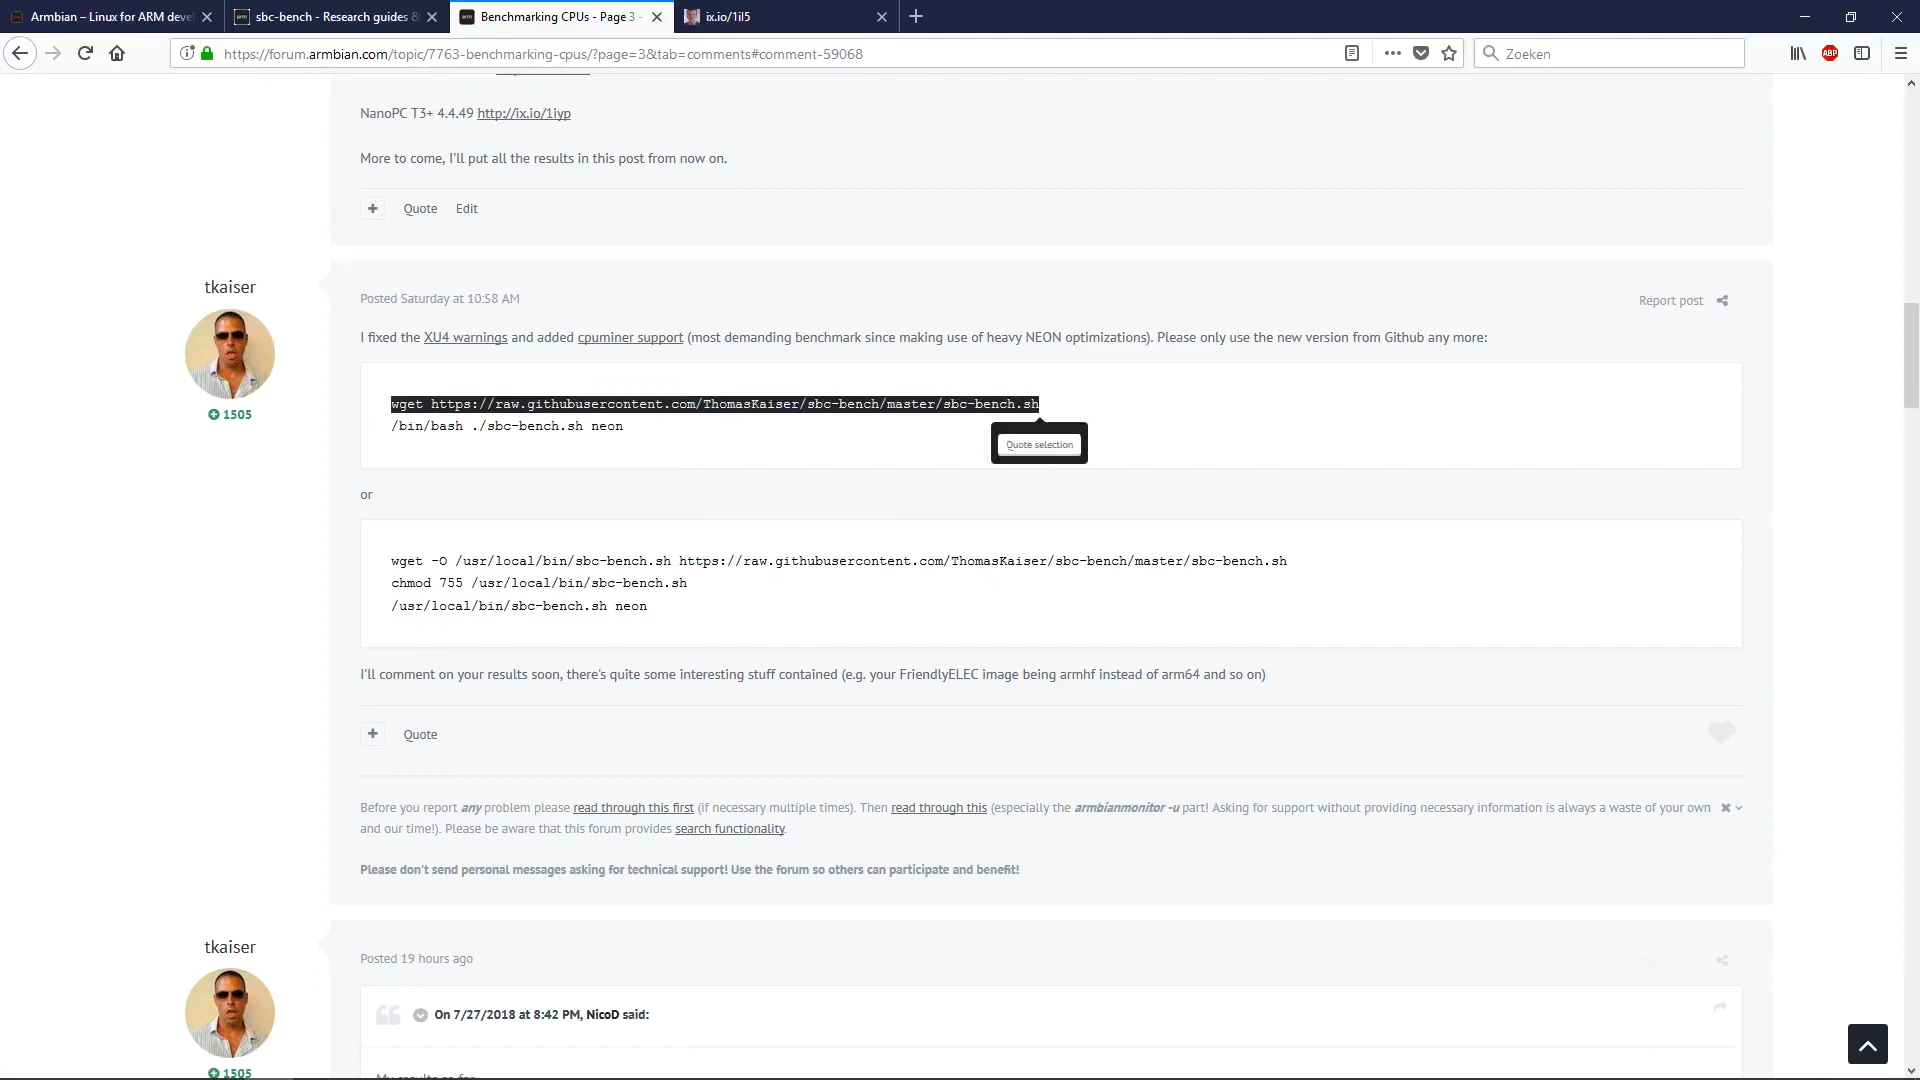 Armbian – Linux for ARM deve
sbc-bench - Research guides &
Benchmarking CPUs - Page 3 -
ix.io/1il5
https://forum.armbian.com/topic/7763-benchmarking-cpus/?page=3&tab=comments#comment-59068
Zoeken
ABP
NanoPC T3+ 4.4.49 http://ix.io/1iyp
More to come, I'll put all the results in this post from now on.
+ Quote Edit
tkaiser
1505
Posted Saturday at 10:58 AM
Report post
I fixed the XU4 warnings and added cpuminer support (most demanding benchmark since making use of heavy NEON optimizations). Please only use the new version from Github any more:
wget https://raw.githubusercontent.com/ThomasKaiser/sbc-bench/master/sbc-bench.sh
/bin/bash ./sbc-bench.sh neon
Quote selection
or
wget -O /usr/local/bin/sbc-bench.sh https://raw.githubusercontent.com/ThomasKaiser/sbc-bench/master/sbc-bench.sh
chmod 755 /usr/local/bin/sbc-bench.sh
/usr/local/bin/sbc-bench.sh neon
I'll comment on your results soon, there's quite some interesting stuff contained (e.g. your FriendlyELEC image being armhf instead of arm64 and so on)
+ Quote
Before you report any problem please read through this first (if necessary multiple times). Then read through this (especially the armbianmonitor -u part! Asking for support without providing necessary information is always a waste of your own
and our time!). Please be aware that this forum provides search functionality.
Please don't send personal messages asking for technical support! Use the forum so others can participate and benefit!
tkaiser
1505
Posted 19 hours ago
On 7/27/2018 at 8:42 PM, NicoD said: